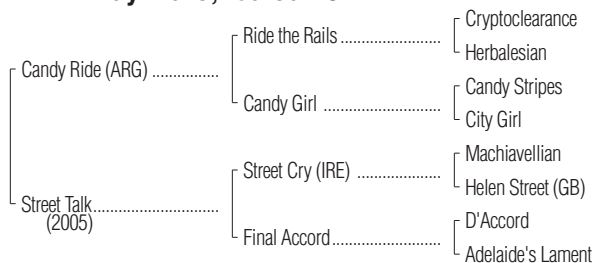 Cryptoclearance
Ride the Rails ......................
Herbalesian
Candy Ride (ARG) ................
Candy Stripes
Candy Girl ..........................
City Girl
Machiavellian
Street Cry (IRE) ..................
Helen Street (GB)
Street Talk..........................
(2005)
D'Accord
Final Accord........................
Adelaide's Lament